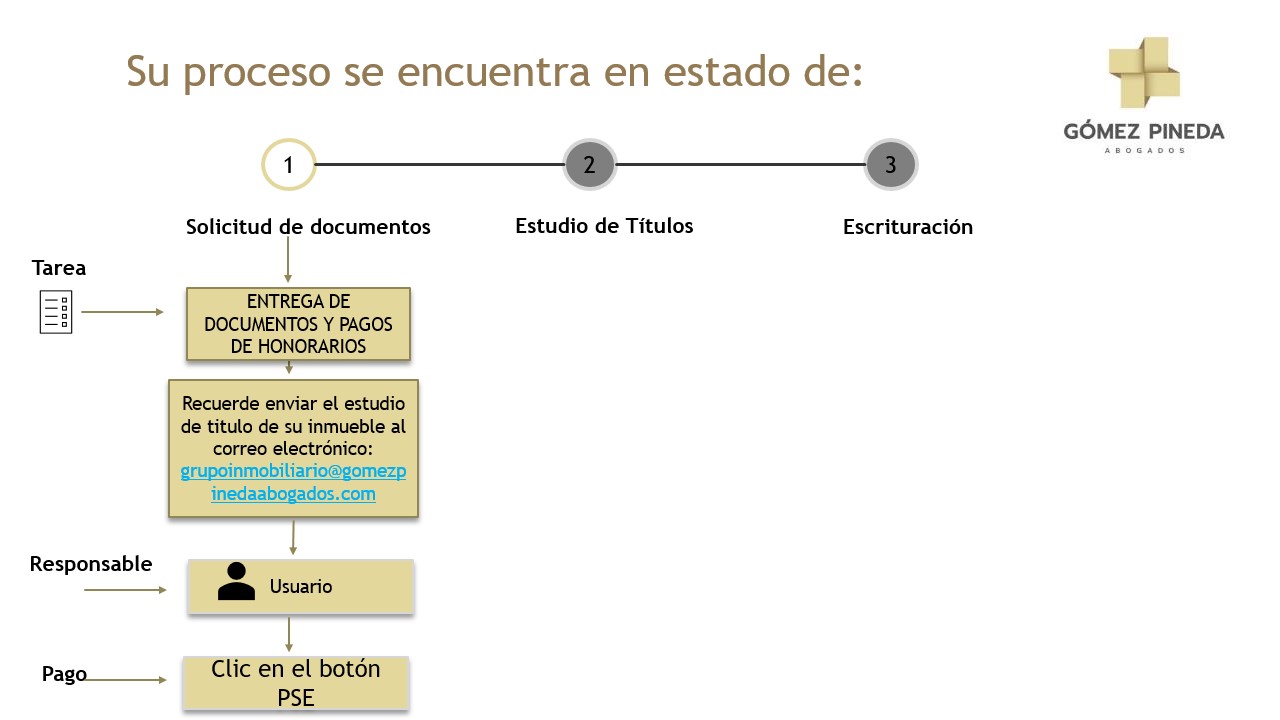 Su proceso se encuentra en estado de:
GÓMEZ PINEDA
ABOGADOS
1
2
3
Solicitud de documentos
Estudio de Títulos
Escrituración
Tarea
ENTREGA DE
DOCUMENTOS Y PAGOS
DE HONORARIOS
Recuerde enviar el estudio
de titulo de su inmueble al
correo electrónico:
grupoinmobiliario@gomezp
inedaabogados.com
Responsable
Usuario
Pago
Clic en el botón
PSE